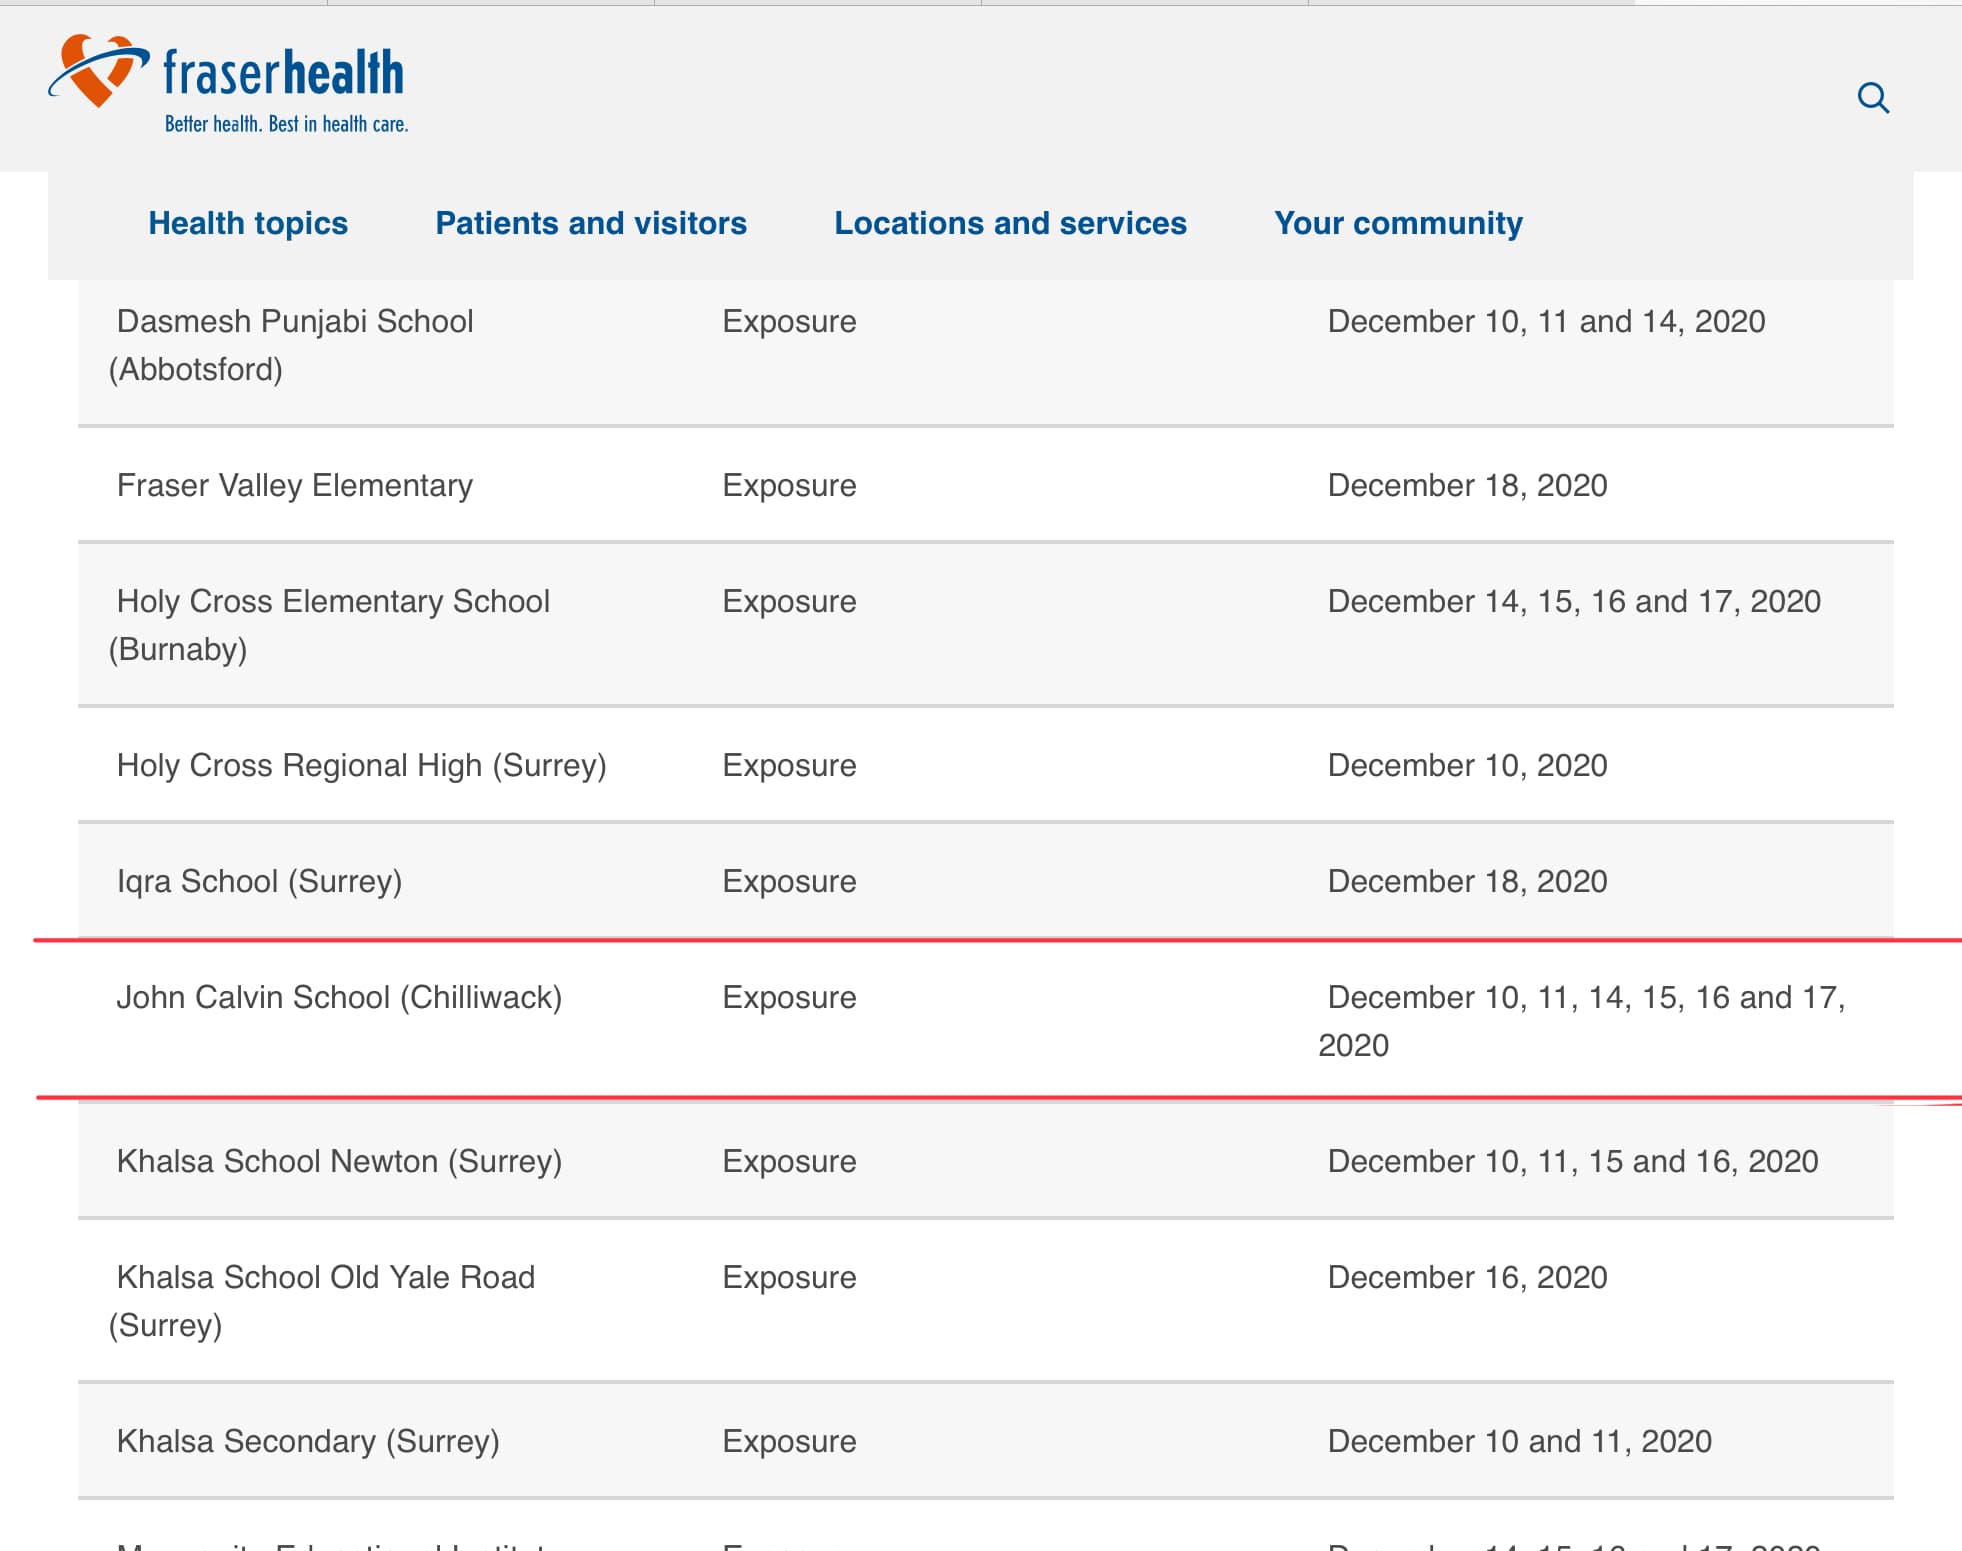 fraserhealth
Better health. Best in health care.
Health topics Patients and visitors Locations and services Your community
Dasmesh Punjabi School Exposure December 10, 11 and 14, 2020
(Abbotsford)
Fraser Valley Elementary Exposure December 18, 2020
Holy Cross Elementary School Exposure December 14, 15, 16 and 17, 2020
(Burnaby)
Holy Cross Regional High (Surrey) Exposure December 10, 2020
Iqra School (Surrey) Exposure December 18, 2020
John Calvin School (Chilliwack) Exposure December 10, 11, 14, 15, 16 and 17,
2020
Khalsa School Newton (Surrey) Exposure December 10, 11, 15 and 16, 2020
Khalsa School Old Yale Road Exposure December 16, 2020
(Surrey)
Khalsa Secondary (Surrey) Exposure December 10 and 11, 2020